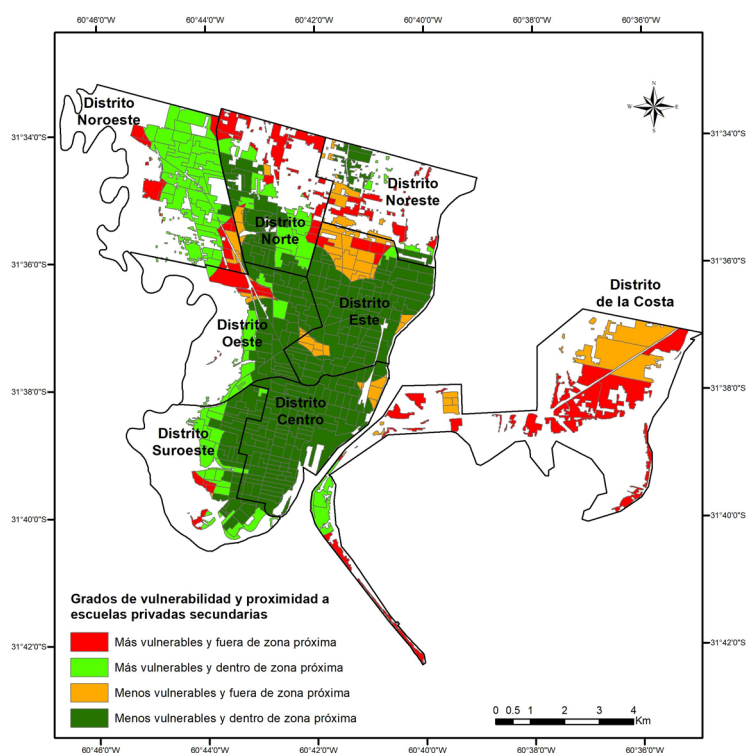 60°46'0"W 60°44'0"W 60°42'0"W 60°40'0"W 60°38'0"W 60°36'0"W
N
W E
S
Distrito
Noroeste
31°34'0"S 31°34'0"S
Distrito
Noreste
Distrito
Norte
31°36'0"S 31°36'0"S
Distrito
de la Costa
Distrito
Este
Distrito
Oeste
31°38'0"S 31°38'0"S
Distrito
Centro
Distrito
Suroeste
31°40'0"S 31°40'0"S
Grados de vulnerabilidad y proximidad a
escuelas privadas secundarias
Más vulnerables y fuera de zona próxima
31°42'0"S 31°42'0"S
Más vulnerables y dentro de zona próxima
Menos vulnerables y fuera de zona próxima
Menos vulnerables y dentro de zona próxima
0 0.5 1 2 3 4
Km
60°46'0"W 60°44'0"W 60°42'0"W 60°40'0"W 60°38'0"W 60°36'0"W